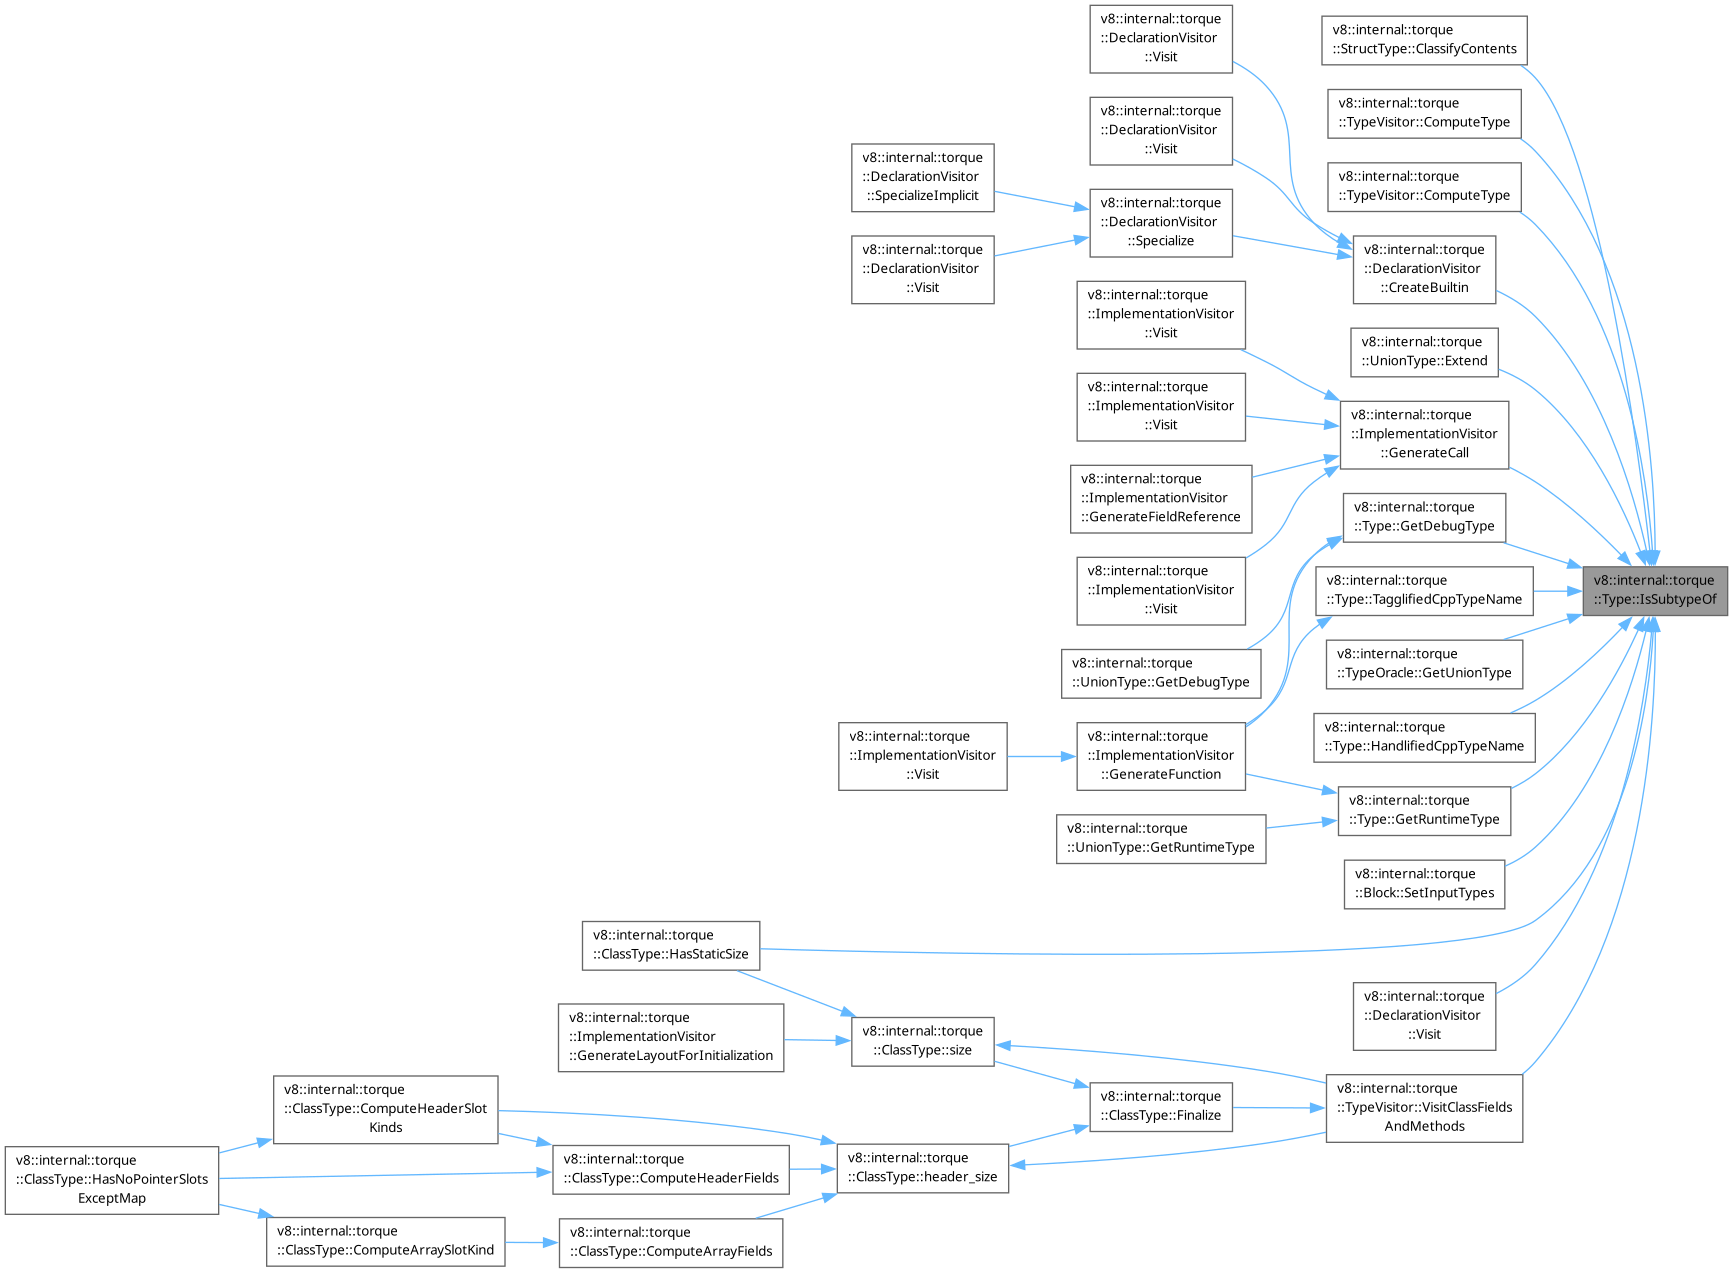 v8::internal::torque
::DeclarationVisitor
::Visit
v8::internal::torque
::StructType::ClassifyContents
v8::internal::torque
::TypeVisitor::ComputeType
v8::internal::torque
::DeclarationVisitor
::Visit
v8::internal::torque
::DeclarationVisitor
::SpecializeImplicit
v8::internal::torque
::TypeVisitor::ComputeType
v8::internal::torque
::DeclarationVisitor
::Specialize
v8::internal::torque
::DeclarationVisitor
::Visit
v8::internal::torque
::DeclarationVisitor
::CreateBuiltin
v8::internal::torque
::ImplementationVisitor
::Visit
v8::internal::torque
::UnionType::Extend
v8::internal::torque
::ImplementationVisitor
::Visit
v8::internal::torque
::ImplementationVisitor
::GenerateCall
v8::internal::torque
::ImplementationVisitor
::GenerateFieldReference
v8::internal::torque
::Type::GetDebugType
v8::internal::torque
::ImplementationVisitor
::Visit
v8::internal::torque
::Type::TagglifiedCppTypeName
v8::internal::torque
::Type::IsSubtypeOf
v8::internal::torque
::UnionType::GetDebugType
v8::internal::torque
::TypeOracle::GetUnionType
v8::internal::torque
::ImplementationVisitor
::Visit
v8::internal::torque
::ImplementationVisitor
::GenerateFunction
v8::internal::torque
::Type::HandlifiedCppTypeName
v8::internal::torque
::Type::GetRuntimeType
v8::internal::torque
::UnionType::GetRuntimeType
v8::internal::torque
::Block::SetInputTypes
v8::internal::torque
::ClassType::HasStaticSize
v8::internal::torque
::DeclarationVisitor
::Visit
v8::internal::torque
::ImplementationVisitor
::GenerateLayoutForInitialization
v8::internal::torque
::ClassType::size
v8::internal::torque
::ClassType::ComputeHeaderSlot
Kinds
v8::internal::torque
::ClassType::Finalize
v8::internal::torque
::TypeVisitor::VisitClassFields
AndMethods
v8::internal::torque
::ClassType::HasNoPointerSlots
ExceptMap
v8::internal::torque
::ClassType::ComputeHeaderFields
v8::internal::torque
::ClassType::header_size
v8::internal::torque
::ClassType::ComputeArraySlotKind
v8::internal::torque
::ClassType::ComputeArrayFields